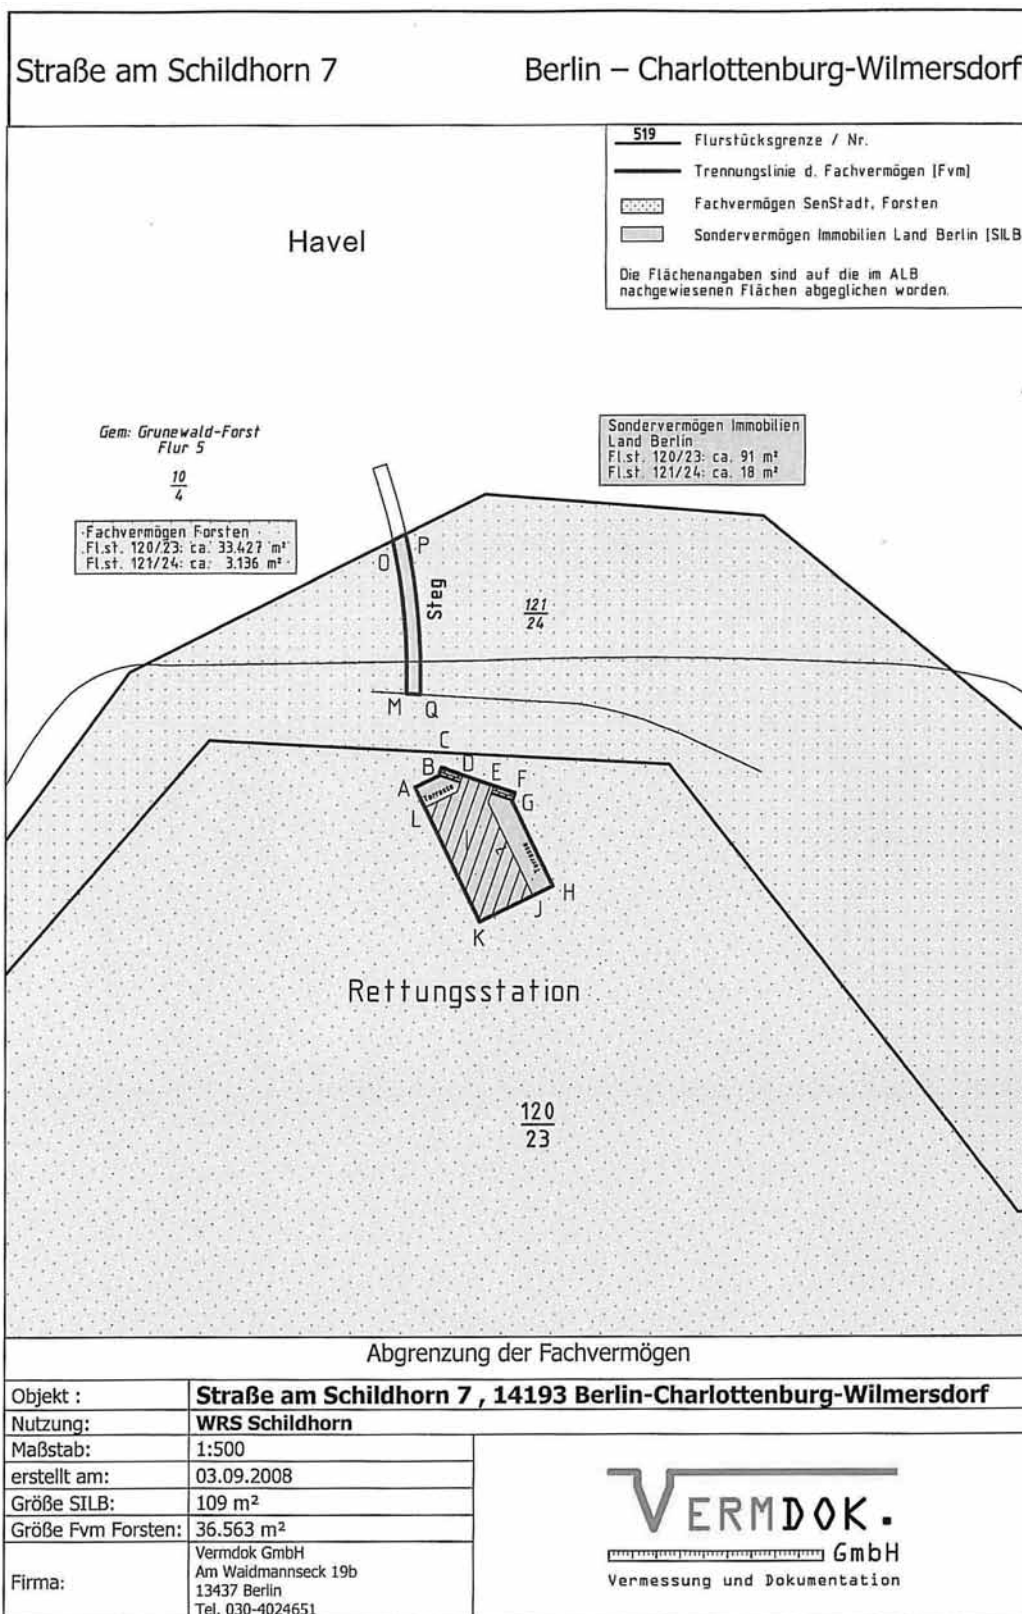 Straße am Schildhorn 7
Berlin – Charlottenburg-Wilmersdorf
519 Flurstücksgrenze / Nr.
Trennungslinie d. Fachvermögen [Fvm]
Fachvermögen SenStadt, Forsten
Sondervermögen Immobilien Land Berlin [SILB
Die Flächenangaben sind auf die im ALB
nachgewiesenen Flächen abgeglichen worden.
Havel
Gem: Grunewald-Forst
Flur 5
10
4
Sondervermögen Immobilien
Land Berlin
Fl.st. 120/23: ca. 91 m²
Fl.st. 121/24: ca. 18 m²
Fachvermögen Forsten
Fl.st. 120/23: ca. 33.427 m²
Fl.st. 121/24: ca. 3.136 m²
P
O
Steg
121
24
M
Q
C
B
D
E
F
A
Terrasse
G
L
Terrasse
H
J
K
Rettungsstation
120
23
Abgrenzung der Fachvermögen
Objekt : Straße am Schildhorn 7 , 14193 Berlin-Charlottenburg-Wilmersdorf
Nutzung: WRS Schildhorn
Maßstab: 1:500
erstellt am: 03.09.2008
Größe SILB: 109 m²
Größe Fvm Forsten: 36.563 m²
Firma:
Vermdok GmbH
Am Waidmannseck 19b
13437 Berlin
Tel. 030-4024651
VERMDOK.
GmbH
Vermessung und Dokumentation